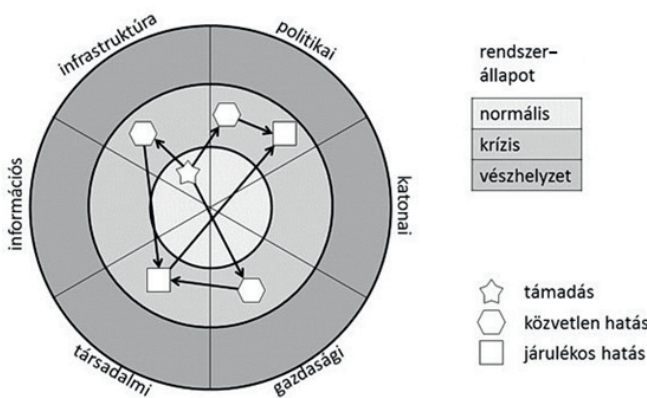 infrastruktúra
politikai
információs
katonai
társadalmi
gazdasági
rendszer–
állapot
normális
krízis
vészhelyzet
támadás
közvetlen hatás
járulékos hatás